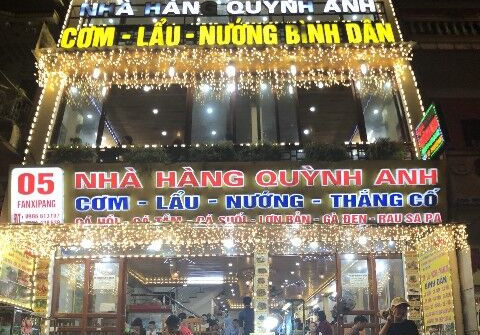 NHÀ HÀN QUỲNH ANH
CƠM - LẨU - NƯỚNG BÌNH DÂN
05
FANXIPANG
NHÀ HÀNG QUỲNH ANH
CƠM - LẨU - NƯỚNG - THẮNG CỐ
CÁ HỒI - CÁ TẦM - CÁ SUỐI - LỢN BẢN - GÀ ĐEN - RAU SA PA